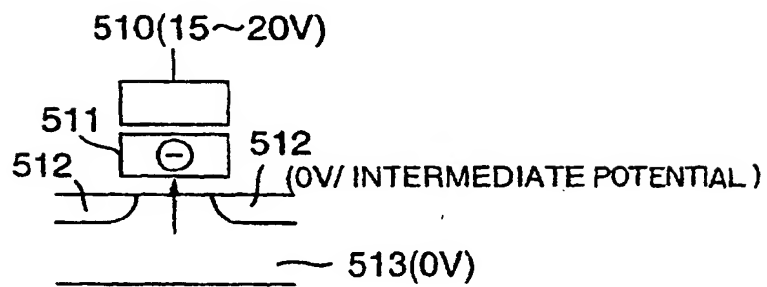 510(15~20V)
511
⊖
512
512
(0V/ INTERMEDIATE POTENTIAL)
513(0V)